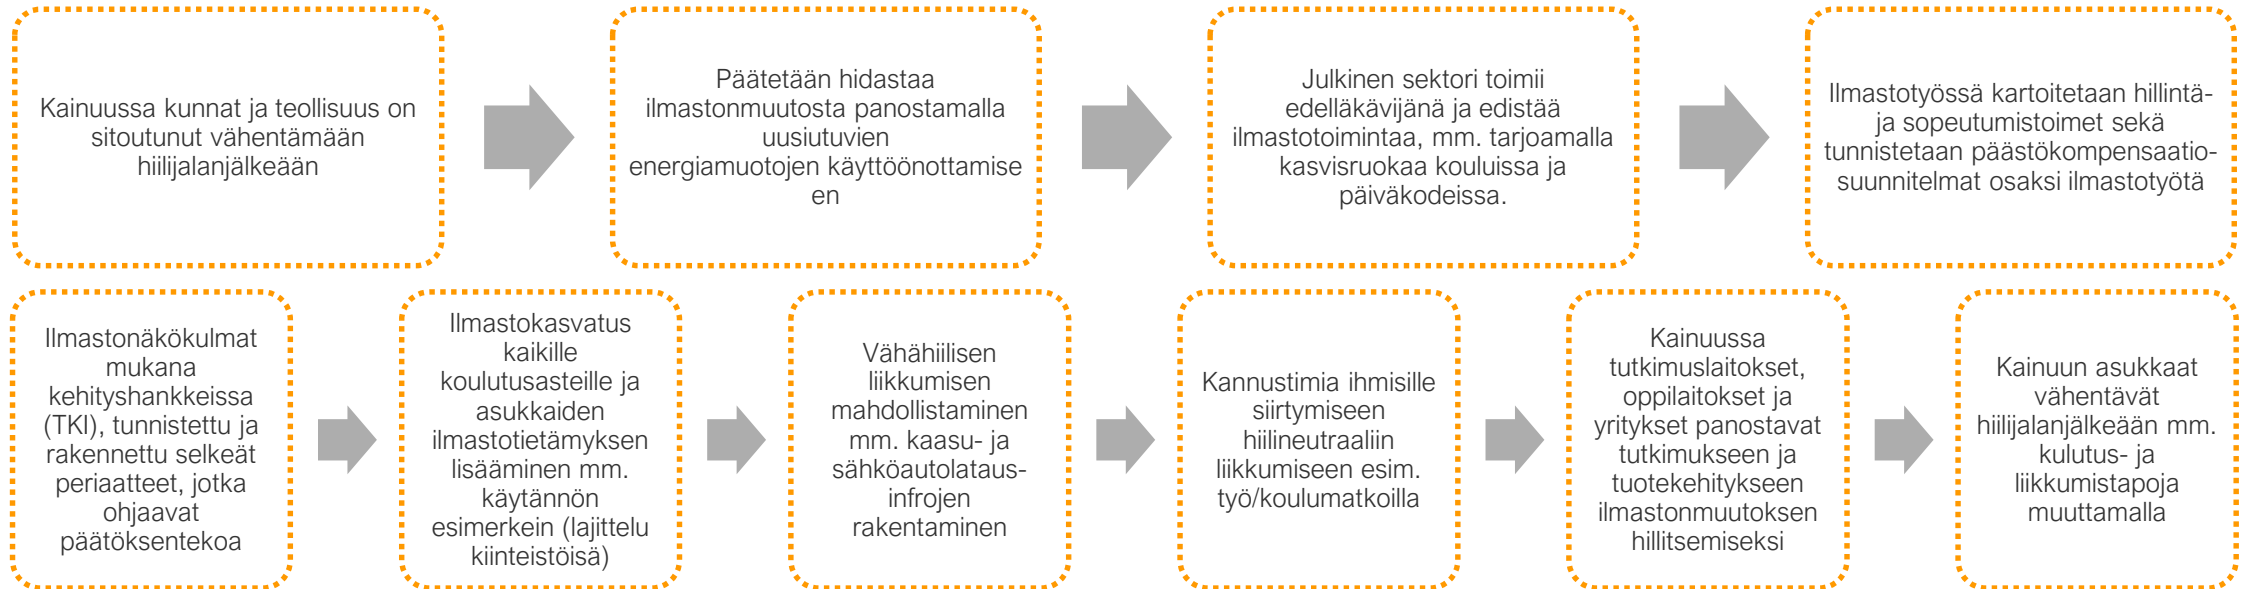 Kainuussa kunnat ja teollisuus on
sitoutunut vähentämään
hiilijalanjälkeään
Päätetään hidastaa
ilmastonmuutosta panostamalla
uusiutuvien
energiamuotojen käyttöönottamise
en
Julkinen sektori toimii
edelläkävijänä ja edistää
ilmastotoimintaa, mm. tarjoamalla
kasvisruokaa kouluissa ja
päiväkodeissa.
Ilmastotyössä kartoitetaan hillintä-
ja sopeutumistoimet sekä
tunnistetaan päästökompensaatio-
suunnitelmat osaksi ilmastotyötä
Ilmastonäkökulmat
mukana
kehityshankkeissa
(TKI), tunnistettu ja
rakennettu selkeät
periaatteet, jotka
ohjaavat
päätöksentekoa
Ilmastokasvatus
kaikille
koulutusasteille ja
asukkaiden
ilmastotietämyksen
lisääminen mm.
käytännön
esimerkein (lajittelu
kiinteistöisä)
Vähähiilisen
liikkumisen
mahdollistaminen
mm. kaasu- ja
sähköautolataus-
infrojen
rakentaminen
Kannustimia ihmisille
siirtymiseen
hiilineutraaliin
liikkumiseen esim.
työ/koulumatkoilla
Kainuussa
tutkimuslaitokset,
oppilaitokset ja
yritykset panostavat
tutkimukseen ja
tuotekehitykseen
ilmastonmuutoksen
hillitsemiseksi
Kainuun asukkaat
vähentävät
hiilijalanjälkeään mm.
kulutus- ja
liikkumistapoja
muuttamalla